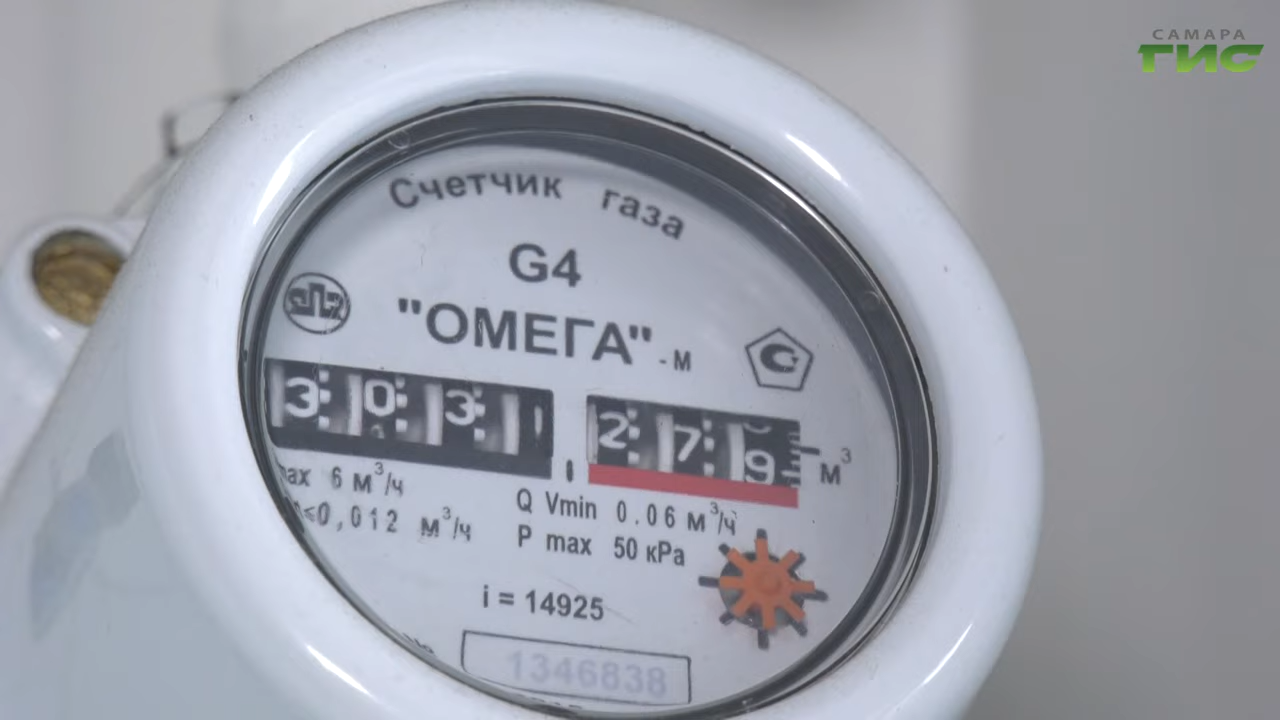 САМАРА
ГИС
Счетчик газа
G4
"ОМЕГА" - М
3 0 3 1 2 7 9 м³
ax 6 м³/ч
≤0,012 м³/ч
Q Vmin 0.06 м³/ч
P max 50 кРа
i = 14925
1346838